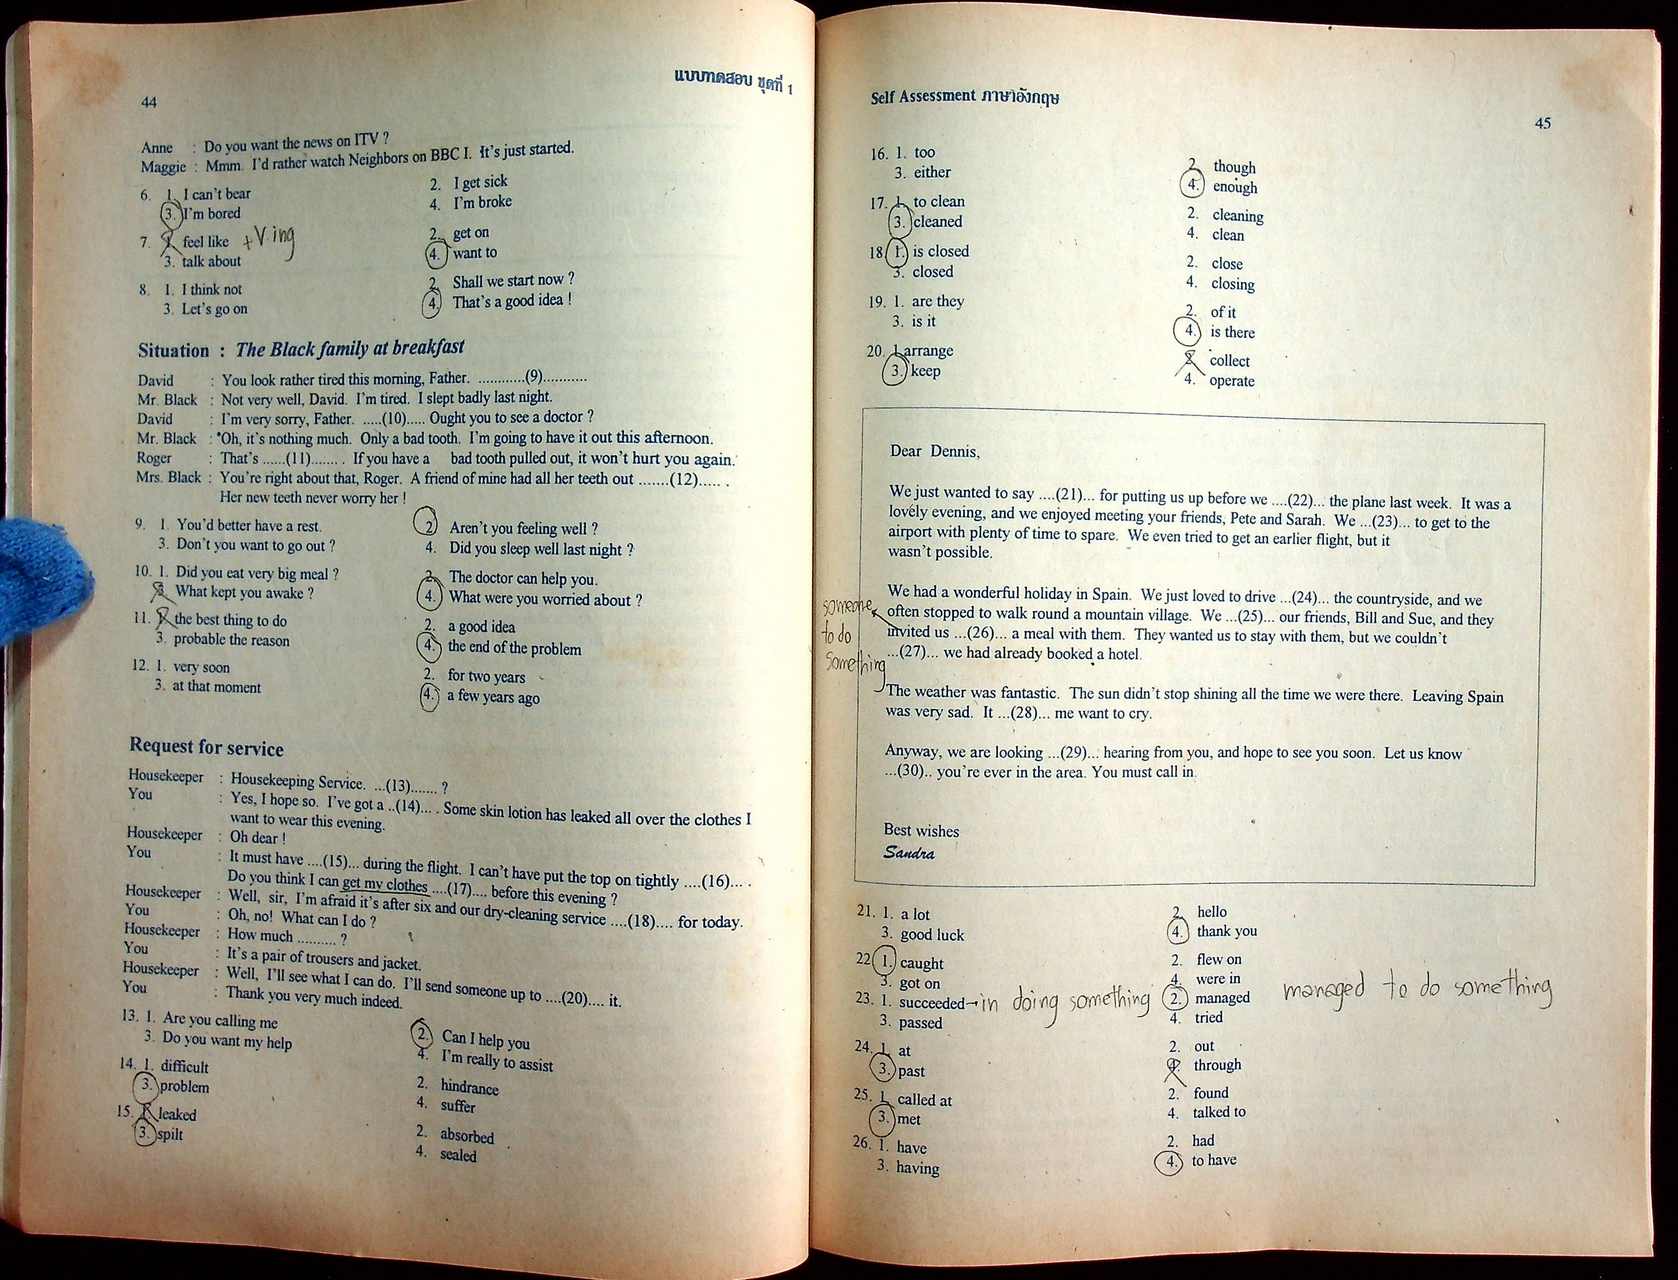 44
แบบทดสอบ ชุดที่ 1
Anne : Do you want the news on ITV ?
Maggie : Mmm. I'd rather watch Neighbors on BBC I. It's just started.
6. 1. I can't bear 2. I get sick
3. I'm bored 4. I'm broke
7. 1. feel like +V.ing 2. get on
3. talk about 4. want to
8. 1. I think not 2. Shall we start now ?
3. Let's go on 4. That's a good idea !
Situation : The Black family at breakfast
David : You look rather tired this morning, Father. ............(9)...........
Mr. Black : Not very well, David. I'm tired. I slept badly last night.
David : I'm very sorry, Father. .....(10)..... Ought you to see a doctor ?
Mr. Black : Oh, it's nothing much. Only a bad tooth. I'm going to have it out this afternoon.
Roger : That's ......(11)....... . If you have a bad tooth pulled out, it won't hurt you again.
Mrs. Black : You're right about that, Roger. A friend of mine had all her teeth out .......(12)..... .
Her new teeth never worry her !
9. 1. You'd better have a rest. 2. Aren't you feeling well ?
3. Don't you want to go out ? 4. Did you sleep well last night ?
10. 1. Did you eat very big meal ? 2. The doctor can help you.
3. What kept you awake ? 4. What were you worried about ?
11. 1. the best thing to do 2. a good idea
3. probable the reason 4. the end of the problem
12. 1. very soon 2. for two years
3. at that moment 4. a few years ago
Request for service
Housekeeper : Housekeeping Service. ...(13)....... ?
You : Yes, I hope so. I've got a ..(14)... . Some skin lotion has leaked all over the clothes I
want to wear this evening.
Housekeeper : Oh dear !
You : It must have ....(15)... during the flight. I can't have put the top on tightly ....(16)... .
Do you think I can get my clothes ....(17).... before this evening ?
Housekeeper : Well, sir, I'm afraid it's after six and our dry-cleaning service ....(18).... for today.
You : Oh, no! What can I do ?
Housekeeper : How much .......... ?
You : It's a pair of trousers and jacket.
Housekeeper : Well, I'll see what I can do. I'll send someone up to ....(20).... it.
You : Thank you very much indeed.
13. 1. Are you calling me 2. Can I help you
3. Do you want my help 4. I'm really to assist
14. 1. difficult 2. hindrance
3. problem 4. suffer
15. 1. leaked 2. absorbed
3. spilt 4. sealed
Self Assessment ภาษาอังกฤษ
45
16. 1. too 2. though
3. either 4. enough
17. 1. to clean 2. cleaning
3. cleaned 4. clean
18. 1. is closed 2. close
3. closed 4. closing
19. 1. are they 2. of it
3. is it 4. is there
20. 1. arrange 2. collect
3. keep 4. operate
Dear Dennis,
We just wanted to say ....(21)... for putting us up before we ....(22)... the plane last week. It was a
lovely evening, and we enjoyed meeting your friends, Pete and Sarah. We ...(23)... to get to the
airport with plenty of time to spare. We even tried to get an earlier flight, but it
wasn't possible.
We had a wonderful holiday in Spain. We just loved to drive ...(24)... the countryside, and we
often stopped to walk round a mountain village. We ...(25)... our friends, Bill and Sue, and they
invited us ...(26)... a meal with them. They wanted us to stay with them, but we couldn't
...(27)... we had already booked a hotel.
someone
to do
something
The weather was fantastic. The sun didn't stop shining all the time we were there. Leaving Spain
was very sad. It ...(28)... me want to cry.
Anyway, we are looking ...(29)... hearing from you, and hope to see you soon. Let us know
...(30).. you're ever in the area. You must call in.
Best wishes
Sandra
21. 1. a lot 2. hello
3. good luck 4. thank you
22. 1. caught 2. flew on
3. got on 4. were in
23. 1. succeeded → in doing something 2. managed managed to do something
3. passed 4. tried
24. 1. at 2. out
3. past 4. through
25. 1. called at 2. found
3. met 4. talked to
26. 1. have 2. had
3. having 4. to have